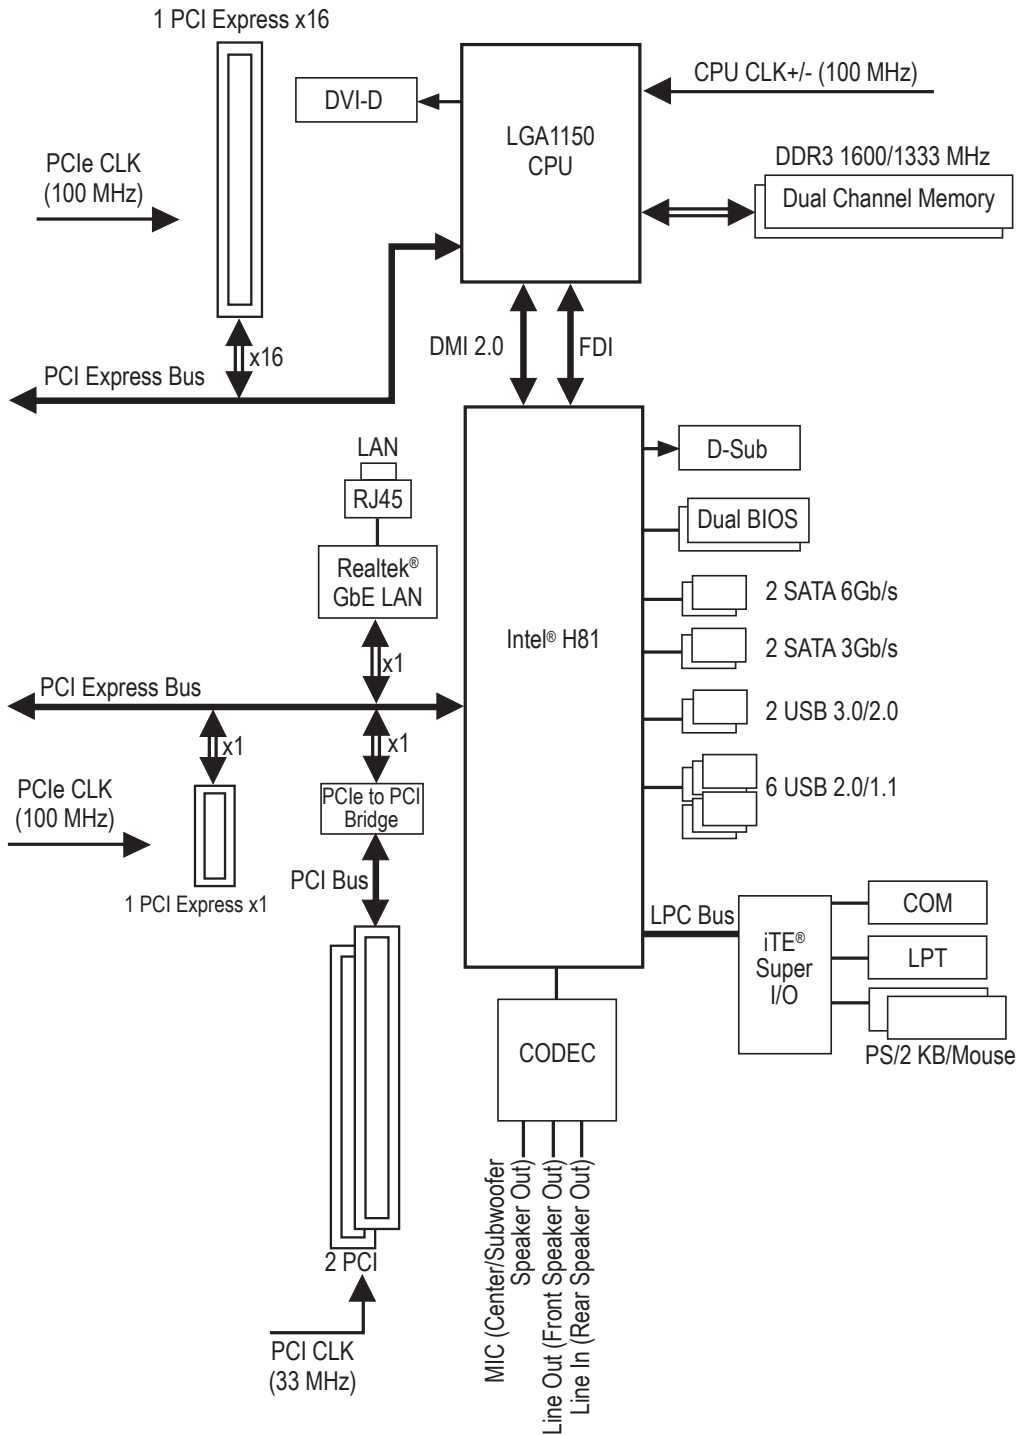 1 PCI Express x16
CPU CLK+/- (100 MHz)
DVI-D
LGA1150
CPU
PCIe CLK
(100 MHz)
DDR3 1600/1333 MHz
Dual Channel Memory
x16
DMI 2.0
FDI
PCI Express Bus
LAN
RJ45
D-Sub
Dual BIOS
Realtek®
GbE LAN
2 SATA 6Gb/s
Intel® H81
2 SATA 3Gb/s
x1
PCI Express Bus
2 USB 3.0/2.0
x1
x1
PCIe CLK
(100 MHz)
PCIe to PCI
Bridge
6 USB 2.0/1.1
PCI Bus
1 PCI Express x1
LPC Bus
iTE®
Super
I/O
COM
LPT
PS/2 KB/Mouse
CODEC
2 PCI
PCI CLK
(33 MHz)
MIC (Center/Subwoofer
Speaker Out)
Line Out (Front Speaker Out)
Line In (Rear Speaker Out)